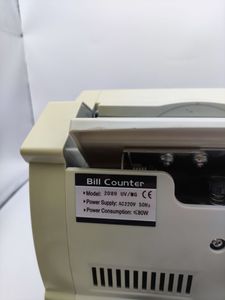 Bill Counter
• Model: 2089 UV/MG
• Power Supply: AC220V 50Hz
• Power Consumption: ≤80W